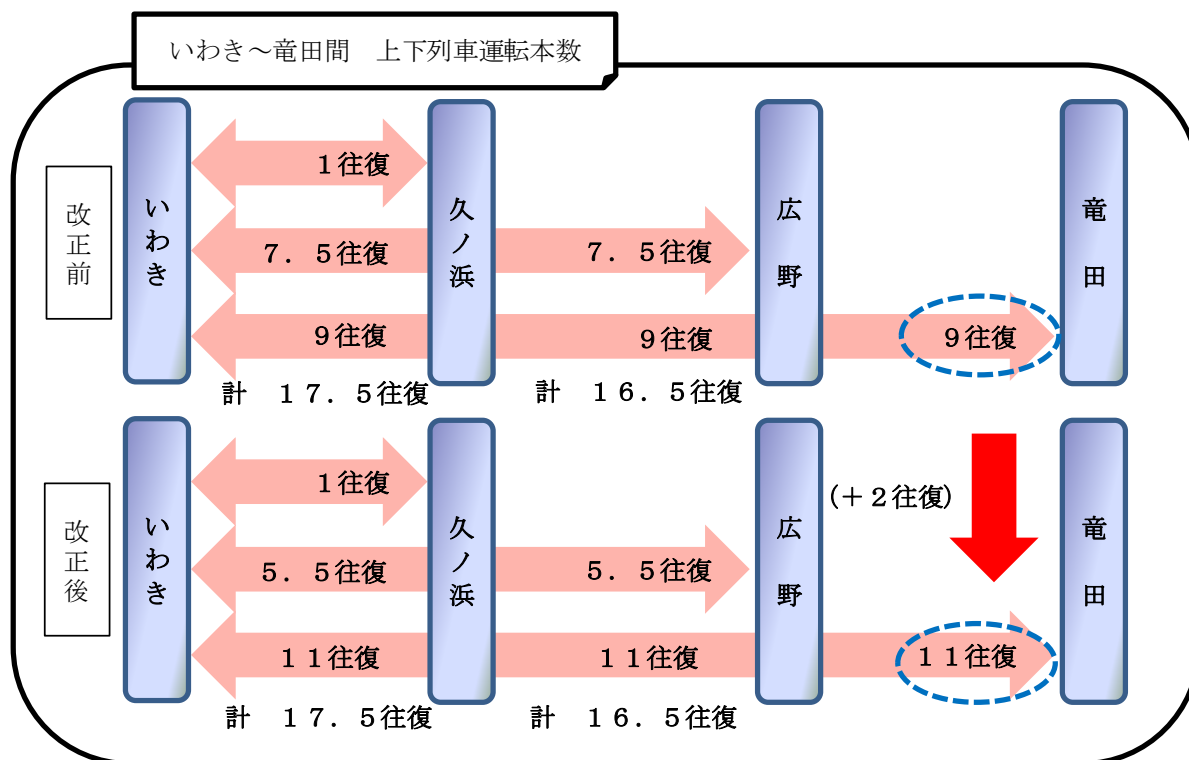 いわき～竜田間　上下列車運転本数
改正前
いわき
久ノ浜
広野
竜田
１往復
７．５往復
７．５往復
９往復
９往復
９往復
計　１７．５往復
計　１６．５往復
改正後
いわき
久ノ浜
広野
竜田
１往復
(＋２往復)
５．５往復
５．５往復
１１往復
１１往復
１１往復
計　１７．５往復
計　１６．５往復